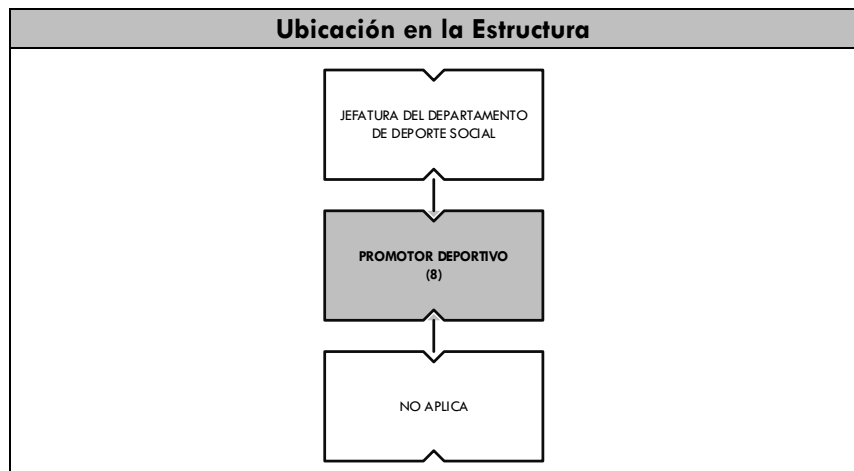 Ubicación en la Estructura
JEFATURA DEL DEPARTAMENTO
DE DEPORTE SOCIAL
PROMOTOR DEPORTIVO
(8)
NO APLICA